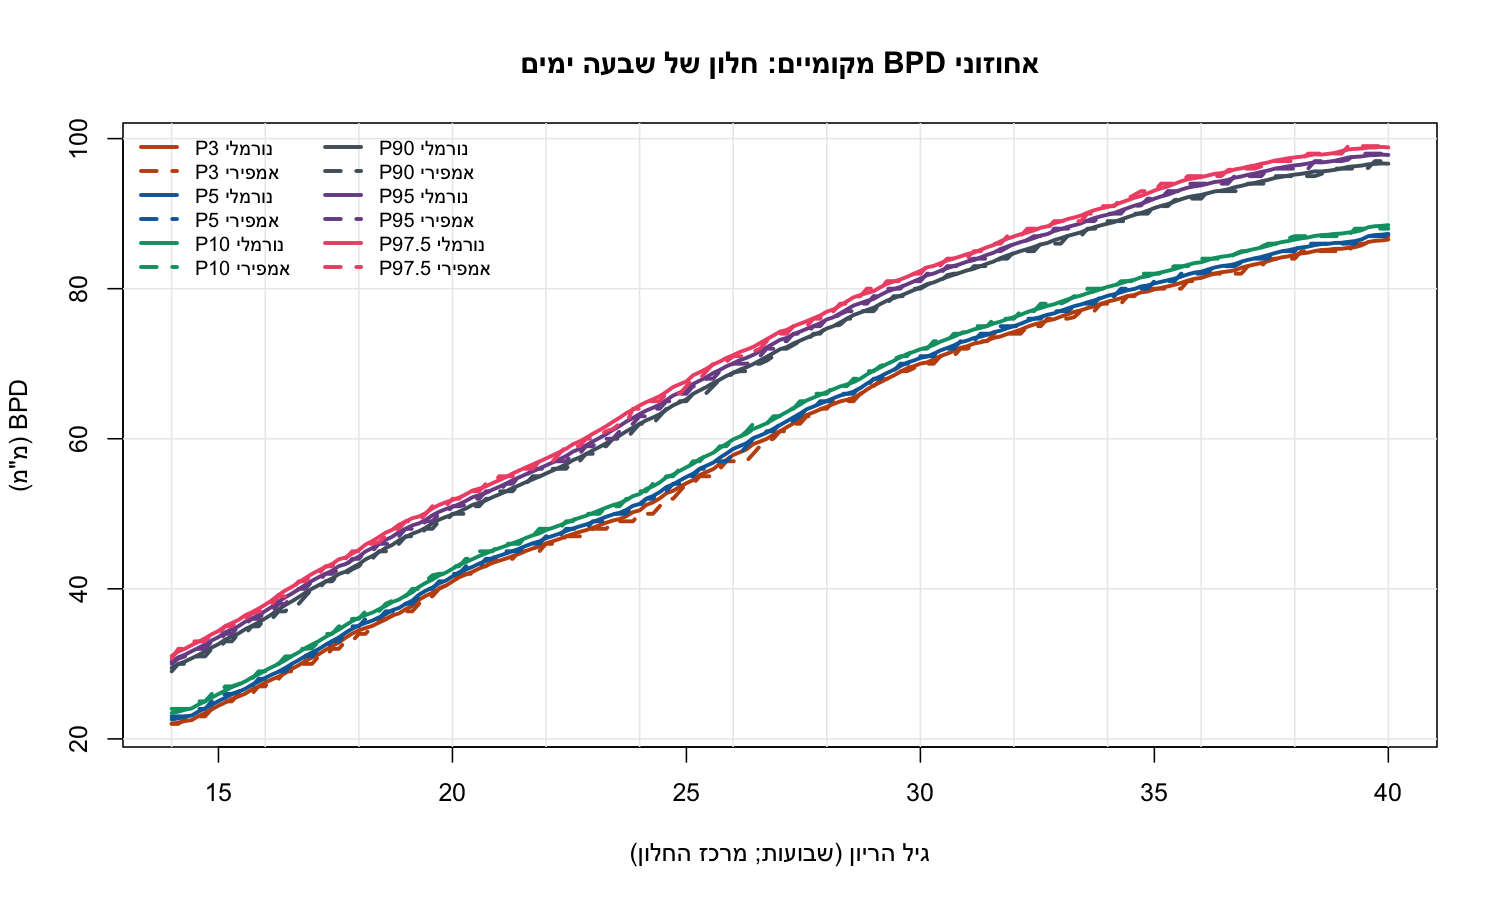 אחוזוני BPD מקומיים: חלון של שבעה ימים
P3 נורמלי
P3 אמפירי
P5 נורמלי
P5 אמפירי
P10 נורמלי
P10 אמפירי
P90 נורמלי
P90 אמפירי
P95 נורמלי
P95 אמפירי
P97.5 נורמלי
P97.5 אמפירי
BPD (מ"מ)
100
80
60
40
20
15 20 25 30 35 40
גיל הריון (שבועות; מרכז החלון)